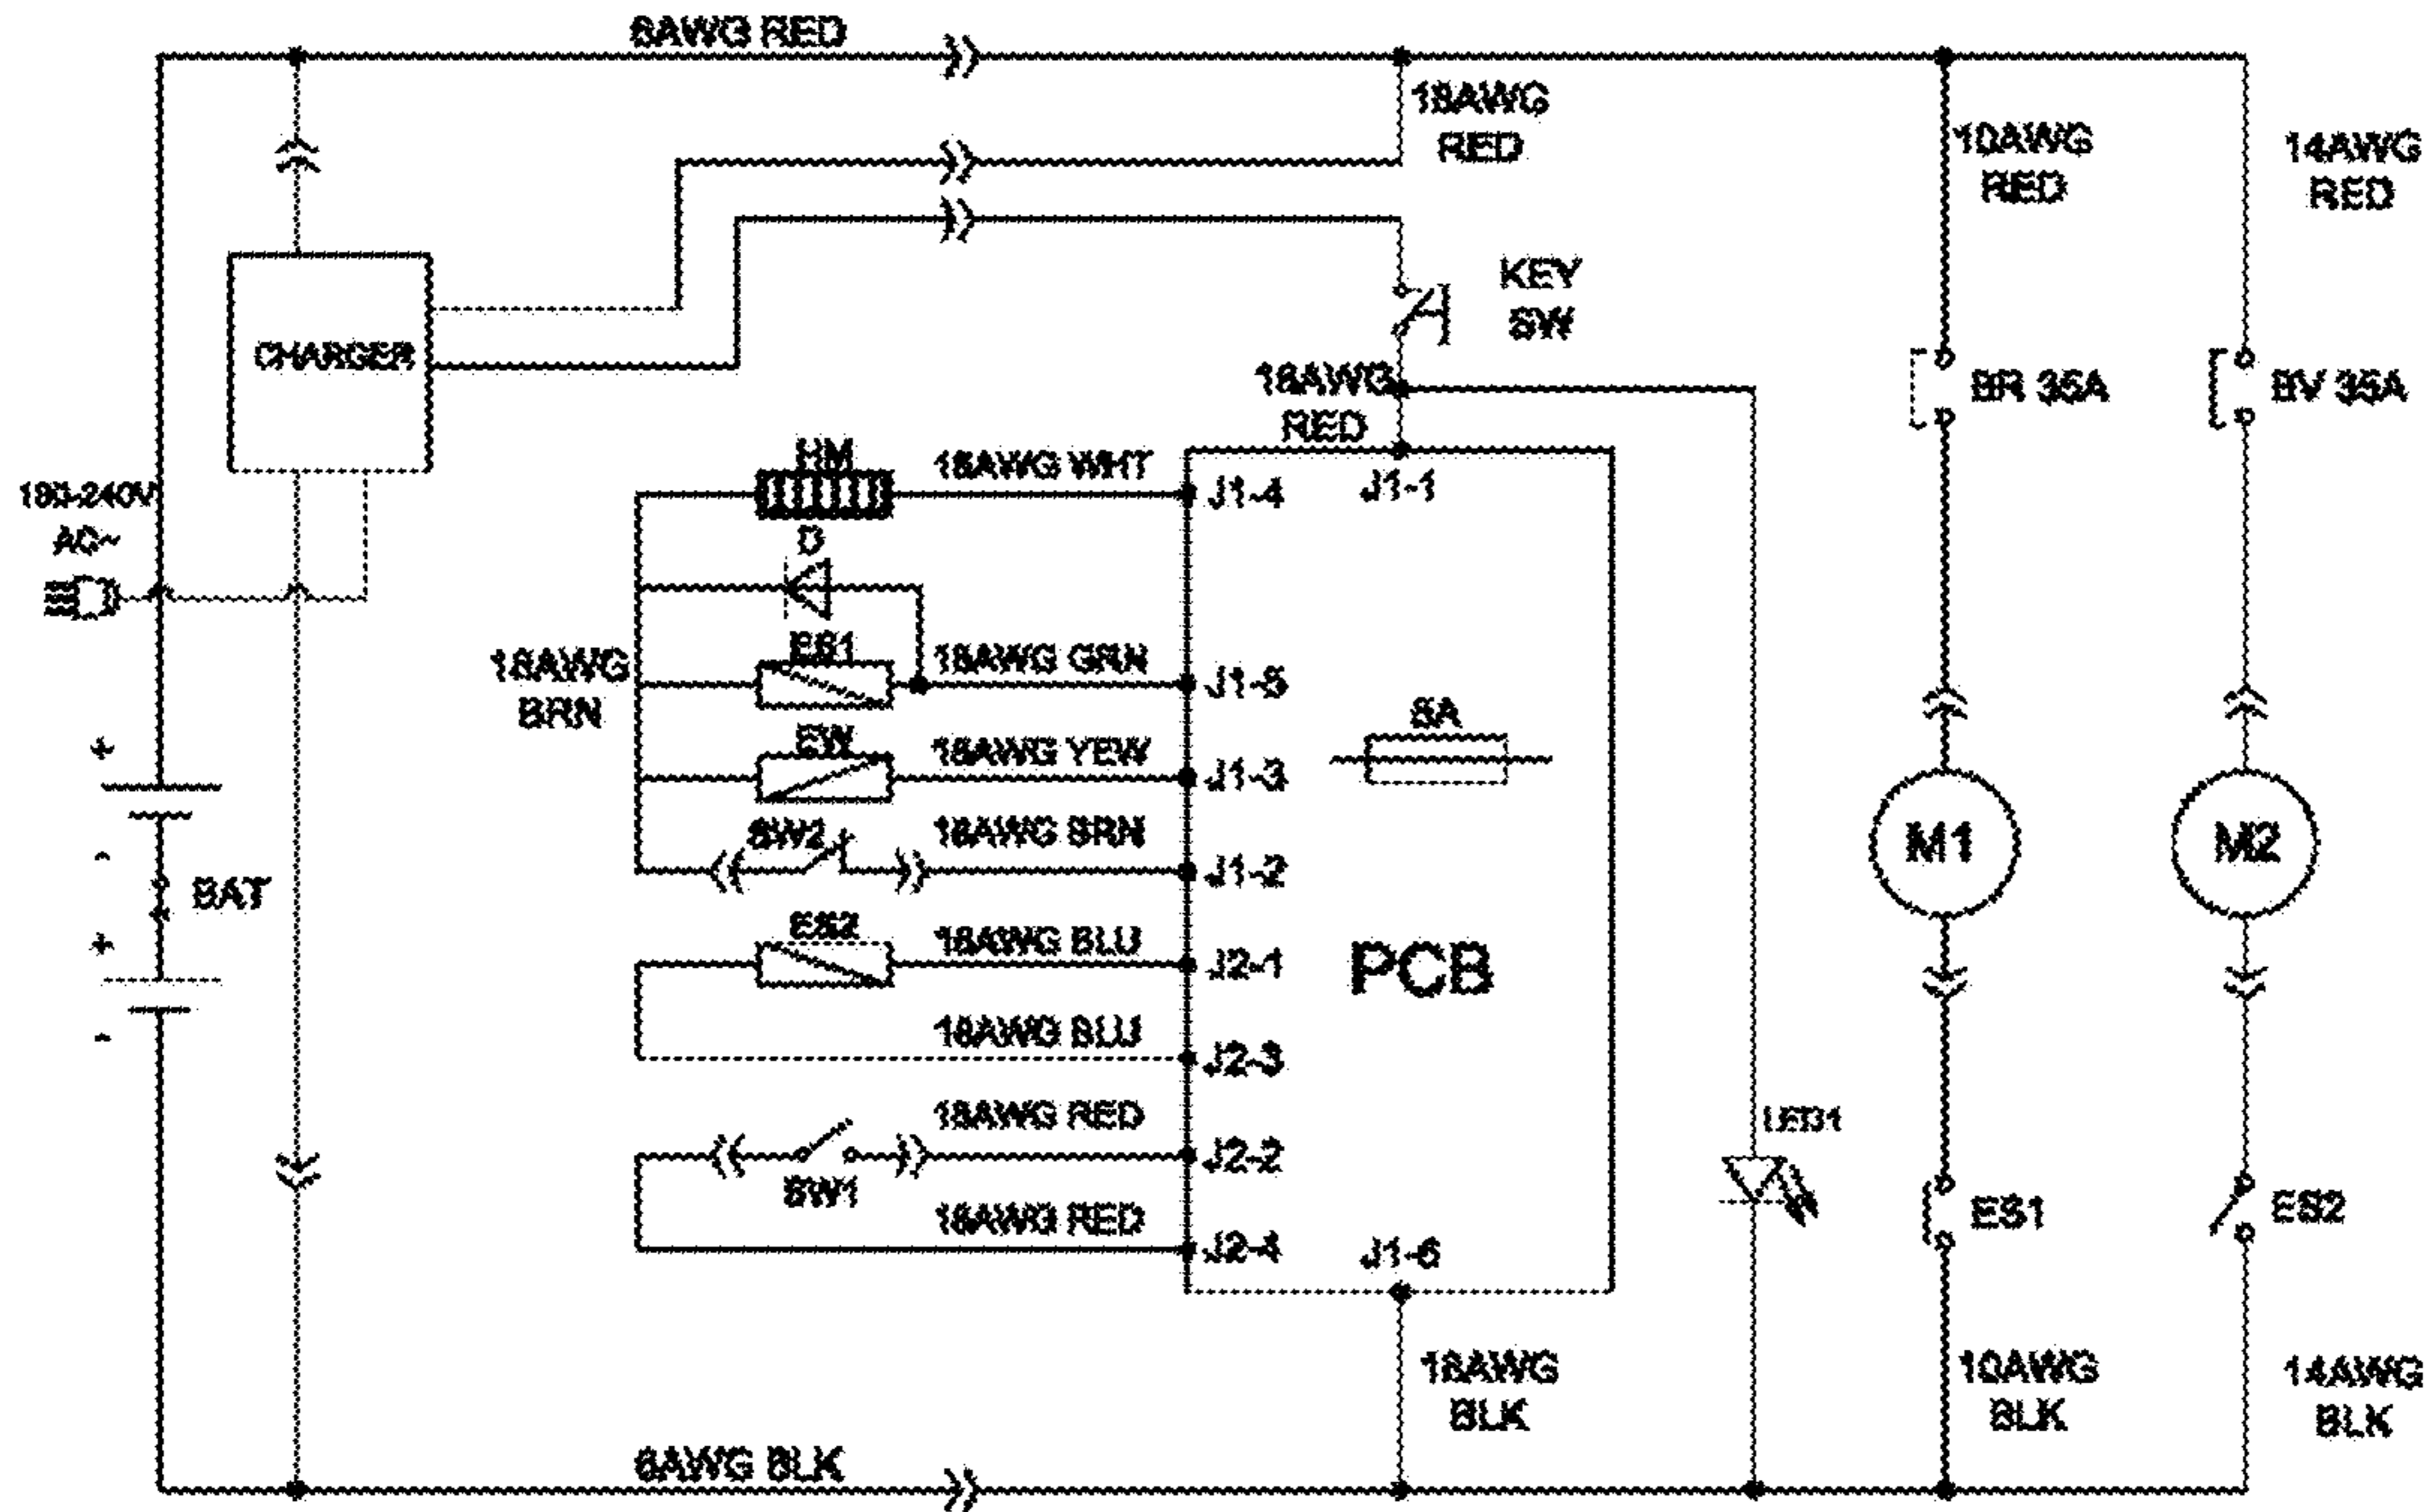 6AWG RED
18AWG
RED
10AWG
RED
14AWG
RED
KEY
SW
CHARGER
18AWG
RED
BR 35A
BV 35A
HM
18AWG WHT
J1-4
J1-1
180-240V
AC~
D
ES1
18AWG GRN
J1-5
18AWG
BRN
5A
EW
18AWG YEW
J1-3
+
SW2
18AWG BRN
J1-2
M1
M2
-
BAT
+
ES2
18AWG BLU
J2-1
PCB
-
18AWG BLU
J2-3
18AWG RED
J2-2
LED1
SW1
18AWG RED
J2-4
J1-6
ES1
ES2
18AWG
BLK
10AWG
BLK
14AWG
BLK
6AWG BLK